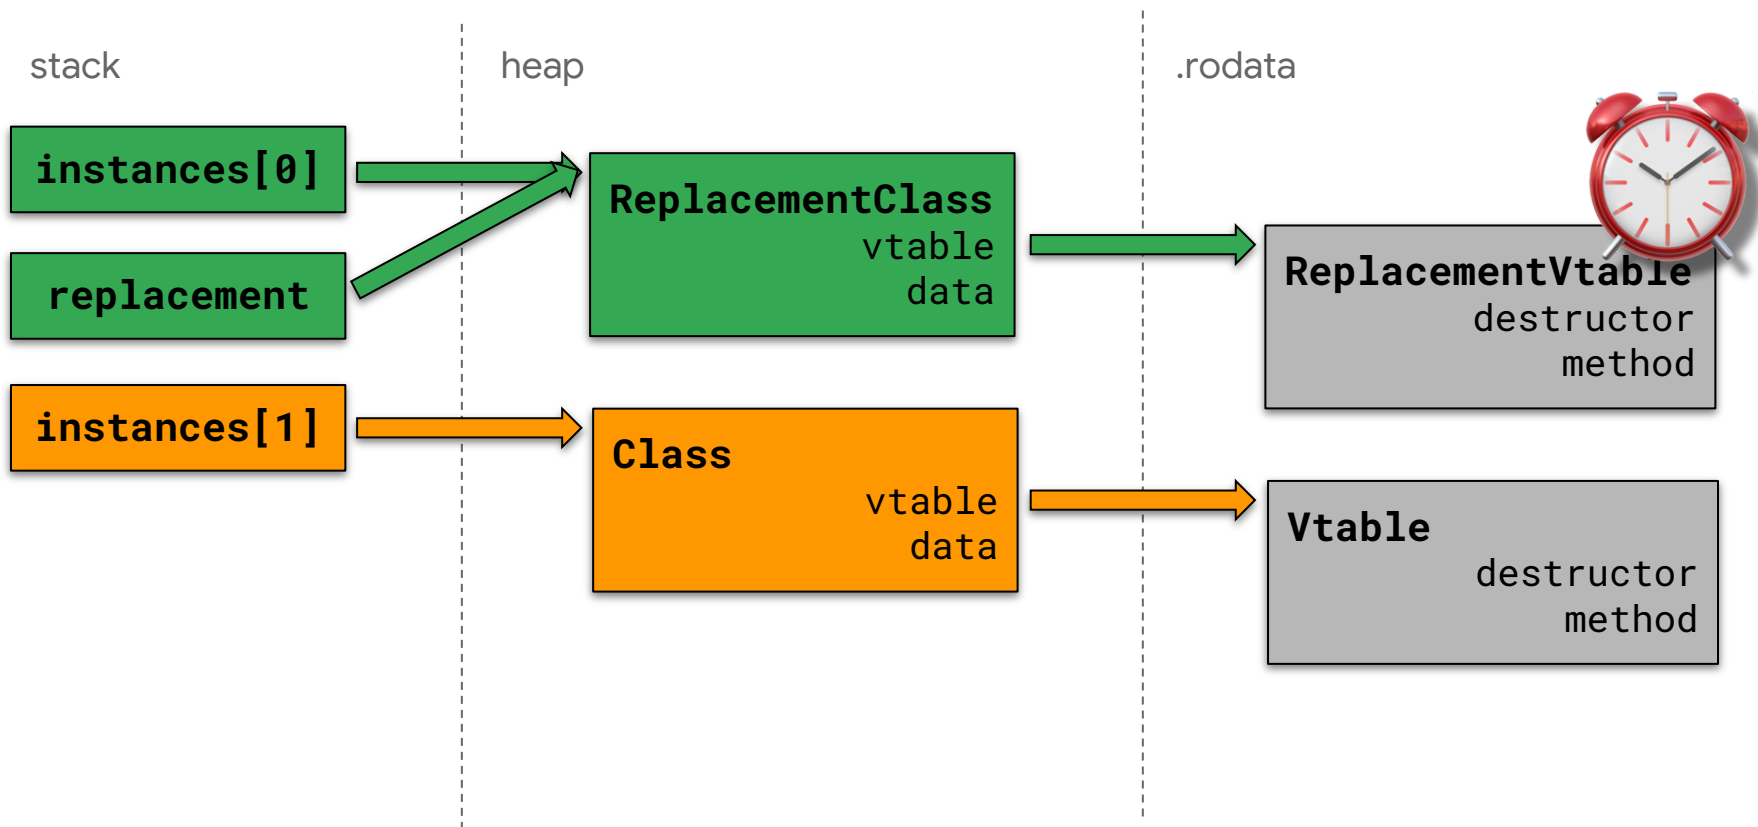 stack
heap
.rodata
instances[0]
replacement
instances[1]
ReplacementClass
vtable
data
Class
vtable
data
ReplacementVtable
destructor
method
Vtable
destructor
method